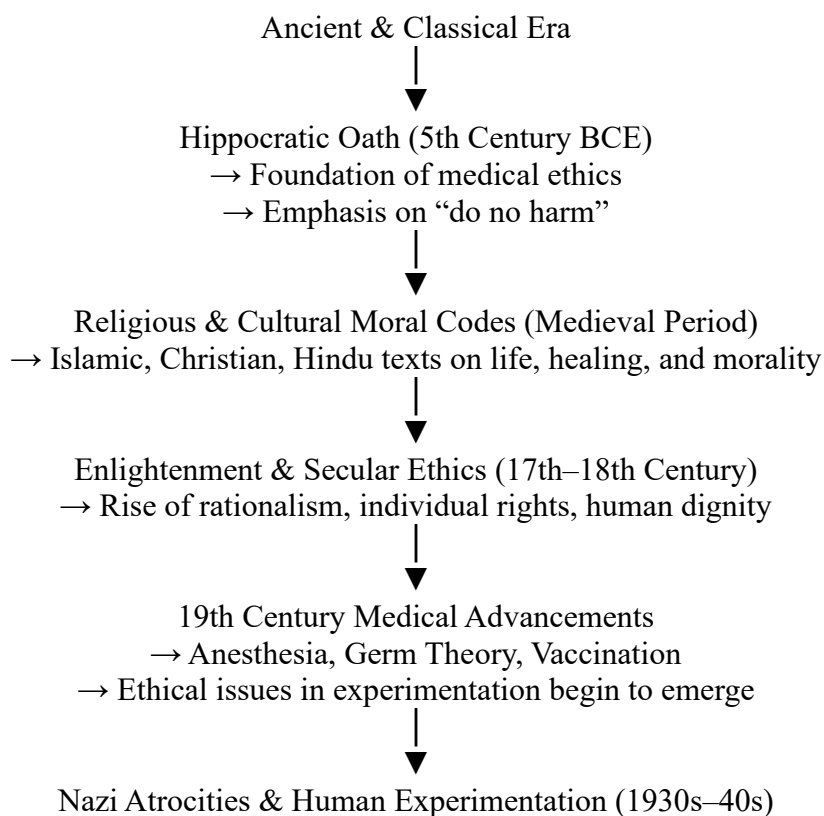 Ancient & Classical Era
Hippocratic Oath (5th Century BCE)
→ Foundation of medical ethics
→ Emphasis on “do no harm”
Religious & Cultural Moral Codes (Medieval Period)
→ Islamic, Christian, Hindu texts on life, healing, and morality
Enlightenment & Secular Ethics (17th–18th Century)
→ Rise of rationalism, individual rights, human dignity
19th Century Medical Advancements
→ Anesthesia, Germ Theory, Vaccination
→ Ethical issues in experimentation begin to emerge
Nazi Atrocities & Human Experimentation (1930s–40s)